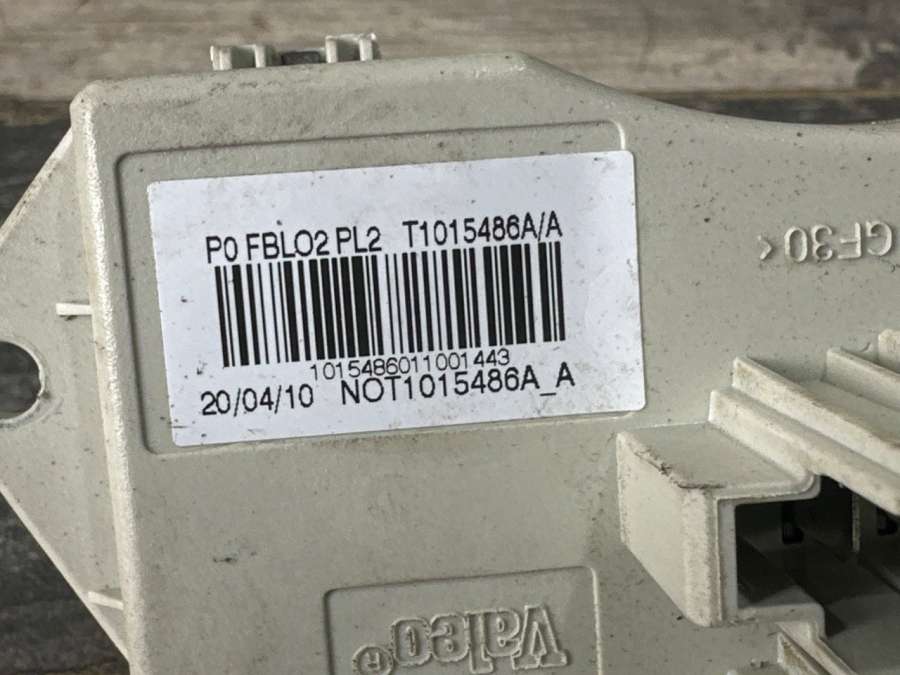 P0 FBLO2 PL2 T1015486A/A
1015486011001443
20/04/10 NOT1015486A_A
GF30<
Valeo